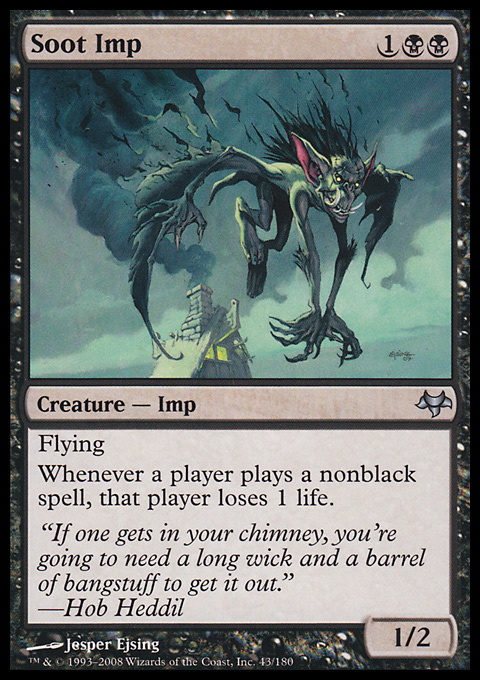 Soot Imp
1
Creature — Imp
Flying
Whenever a player plays a nonblack
spell, that player loses 1 life.
“If one gets in your chimney, you’re
going to need a long wick and a barrel
of bangstuff to get it out.”
—Hob Heddil
Jesper Ejsing
1/2
™ & © 1993–2008 Wizards of the Coast, Inc. 43/180